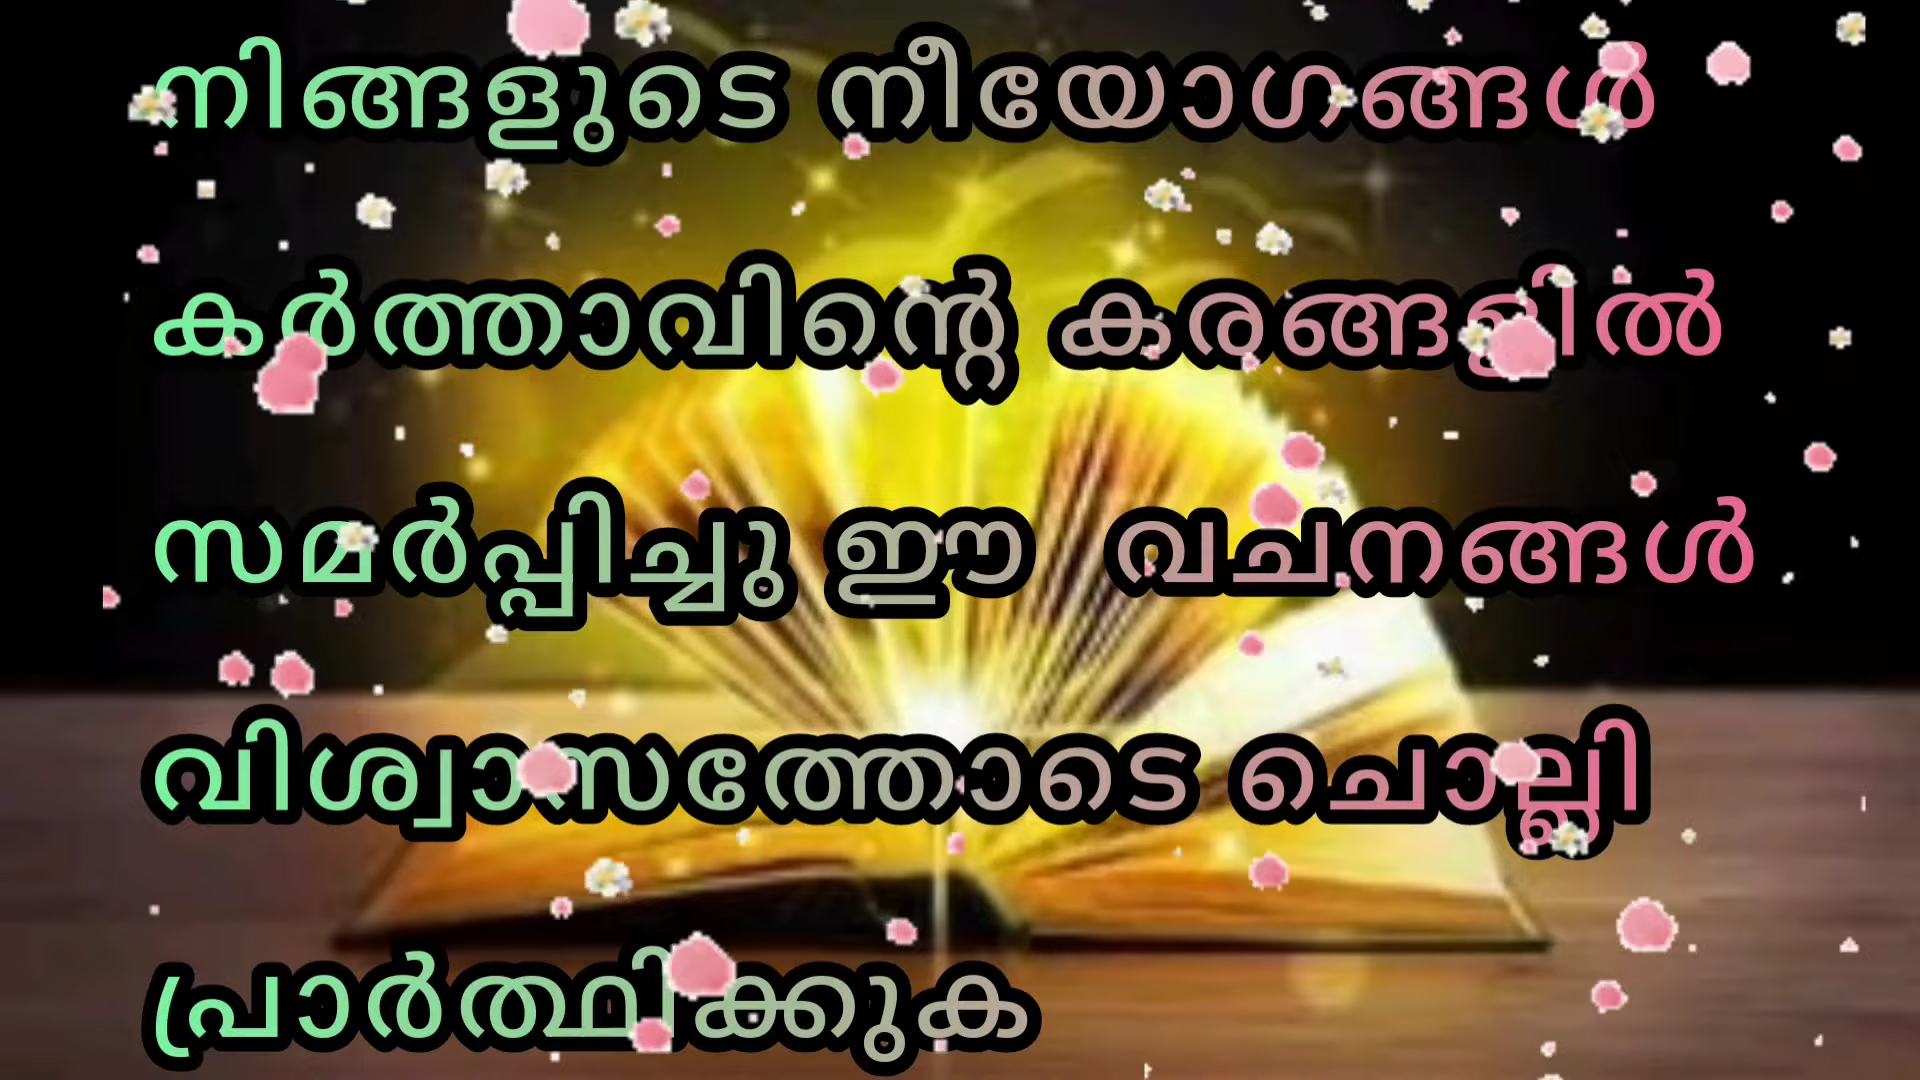 നിങ്ങളുടെ നീയോഗങ്ങൾ
കർത്താവിന്റെ കരങ്ങളിൽ
സമർപ്പിച്ചു ഈ വചനങ്ങൾ
വിശ്വാസത്തോടെ ചൊല്ലി
പ്രാർത്ഥിക്കുക